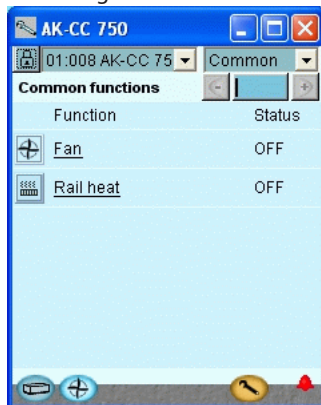 AK-CC 750
01:008 AK-CC 75 Common
Common functions
Function Status
Fan OFF
Rail heat OFF